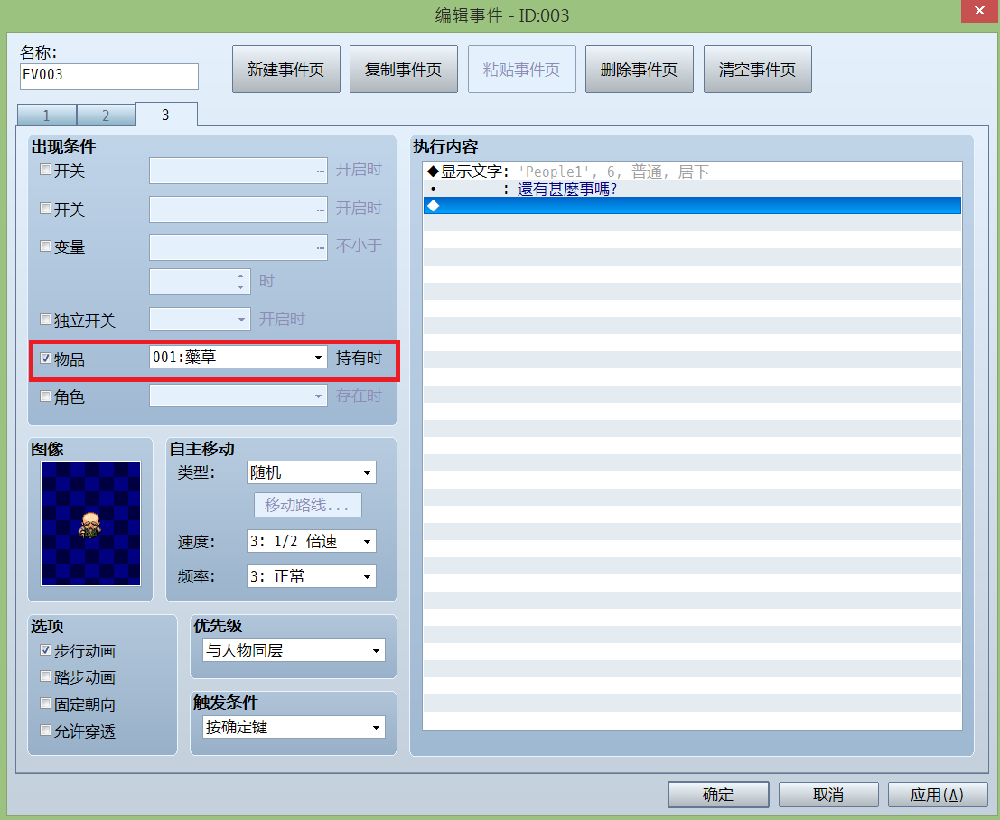 编辑事件 - ID:003
名称:
EV003
新建事件页
复制事件页
粘贴事件页
删除事件页
清空事件页
1
2
3
出现条件
开关 ... 开启时
开关 ... 开启时
变量 ... 不小于
时
独立开关 开启时
物品 001:藥草 持有时
角色 存在时
图像
自主移动
类型: 随机
移动路线...
速度: 3: 1/2 倍速
频率: 3: 正常
选项
步行动画
踏步动画
固定朝向
允许穿透
优先级
与人物同层
触发条件
按确定键
执行内容
◆显示文字: 'People1', 6, 普通, 居下
· : 還有甚麼事嗎?
◆
确定
取消
应用(A)